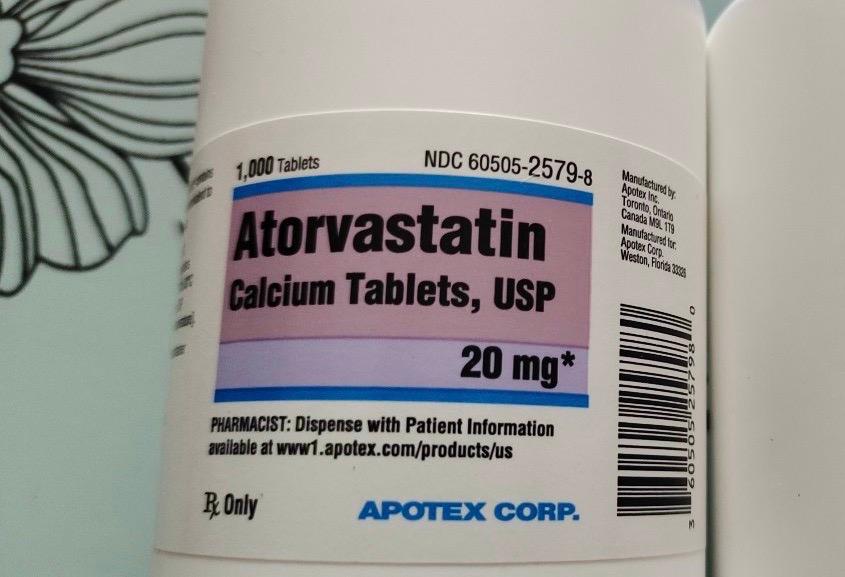 1,000 Tablets
NDC 60505-2579-8
Atorvastatin
Calcium Tablets, USP
20 mg*
PHARMACIST: Dispense with Patient Information
available at www1.apotex.com/products/us
Rx Only
APOTEX CORP.
Manufactured by:
Apotex Inc.
Toronto, Ontario
Canada M9L 1T9
Manufactured for:
Apotex Corp.
Weston, Florida 33326
3 60505 25798 0